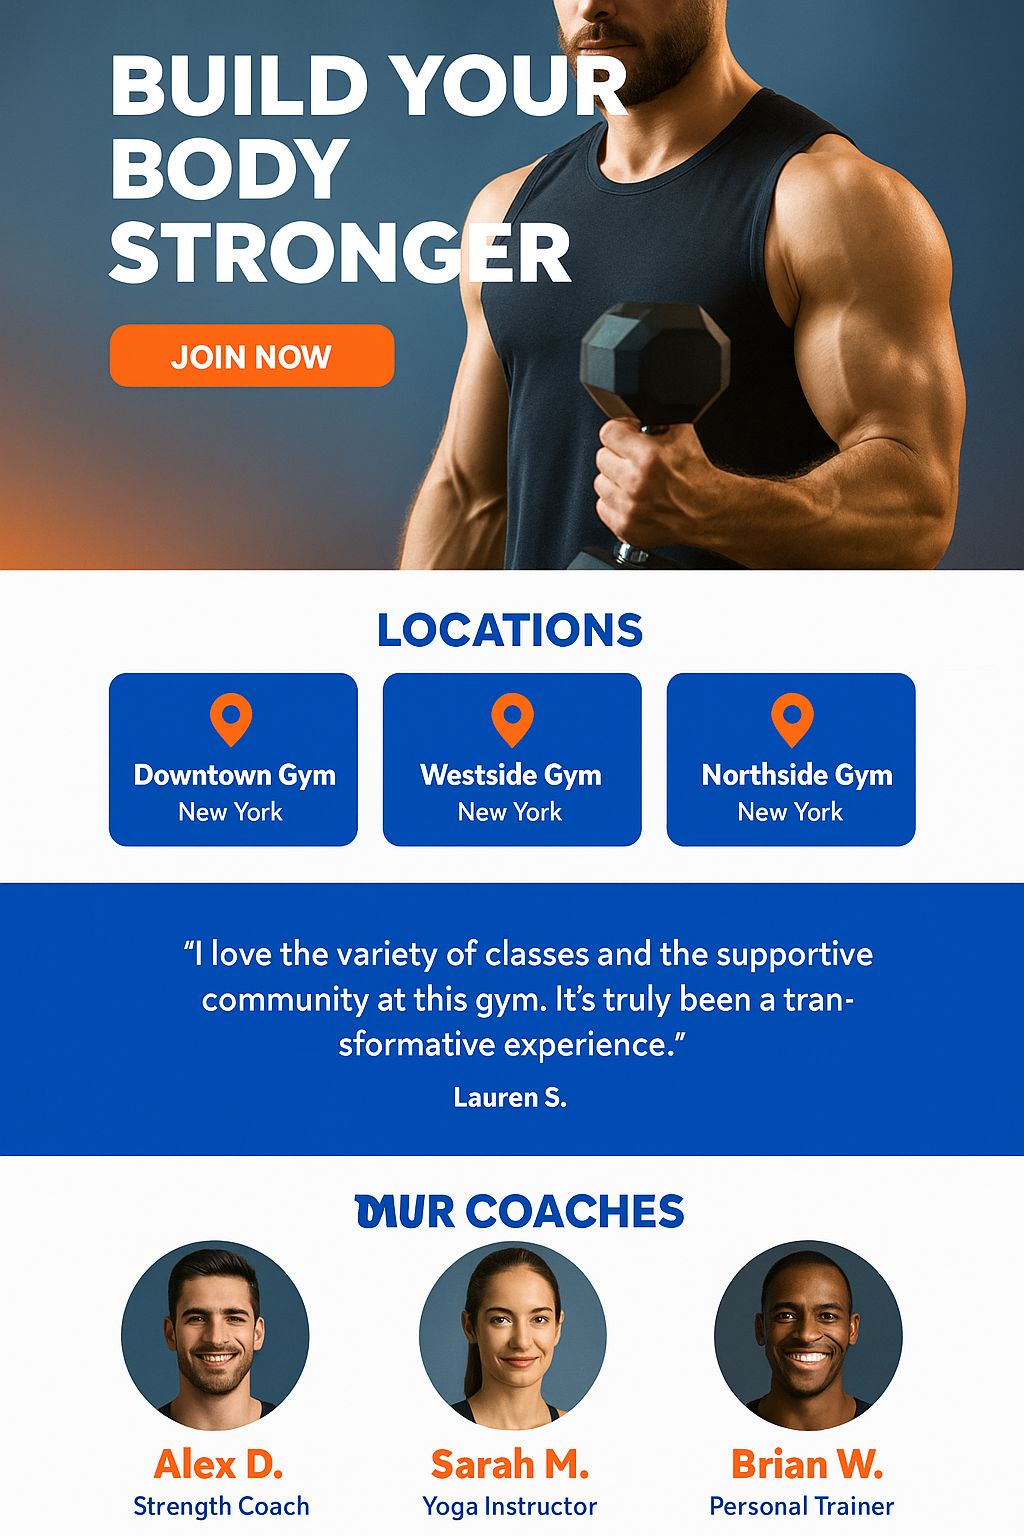 BUILD YOUR
BODY
STRONGER
JOIN NOW
LOCATIONS
Downtown Gym
New York
Westside Gym
New York
Northside Gym
New York
“I love the variety of classes and the supportive
community at this gym. It’s truly been a tran-
sformative experience.”
Lauren S.
COACHES
Alex D.
Strength Coach
Sarah M.
Yoga Instructor
Brian W.
Personal Trainer